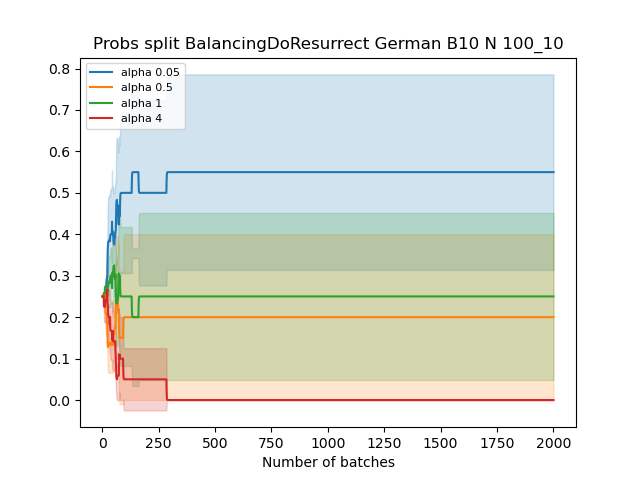 Probs split BalancingDoResurrect German B10 N 100_10
alpha 0.05
alpha 0.5
alpha 1
alpha 4
0.8
0.7
0.6
0.5
0.4
0.3
0.2
0.1
0.0
0 250 500 750 1000 1250 1500 1750 2000
Number of batches